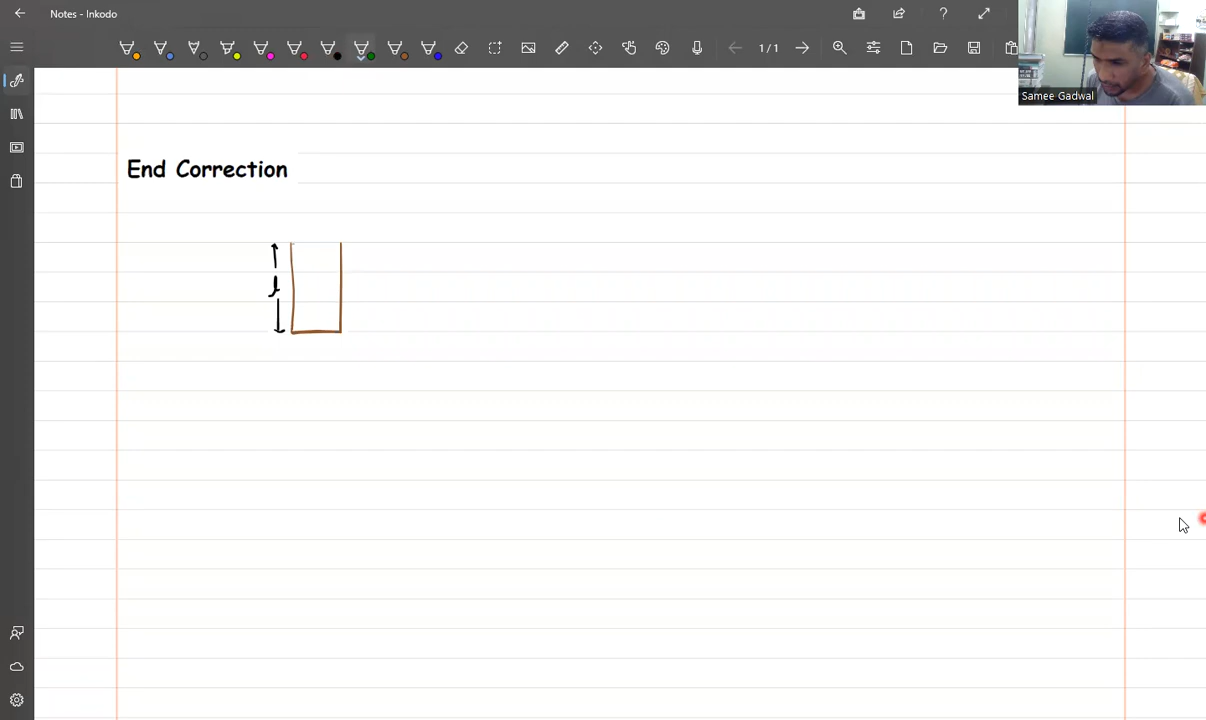 Notes - Inkodo
1 / 1
Samee Gadwal
End Correction
l